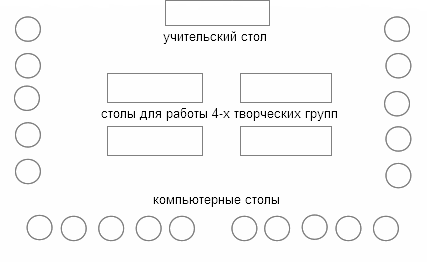 учительский стол
столы для работы 4-х творческих групп
компьютерные столы